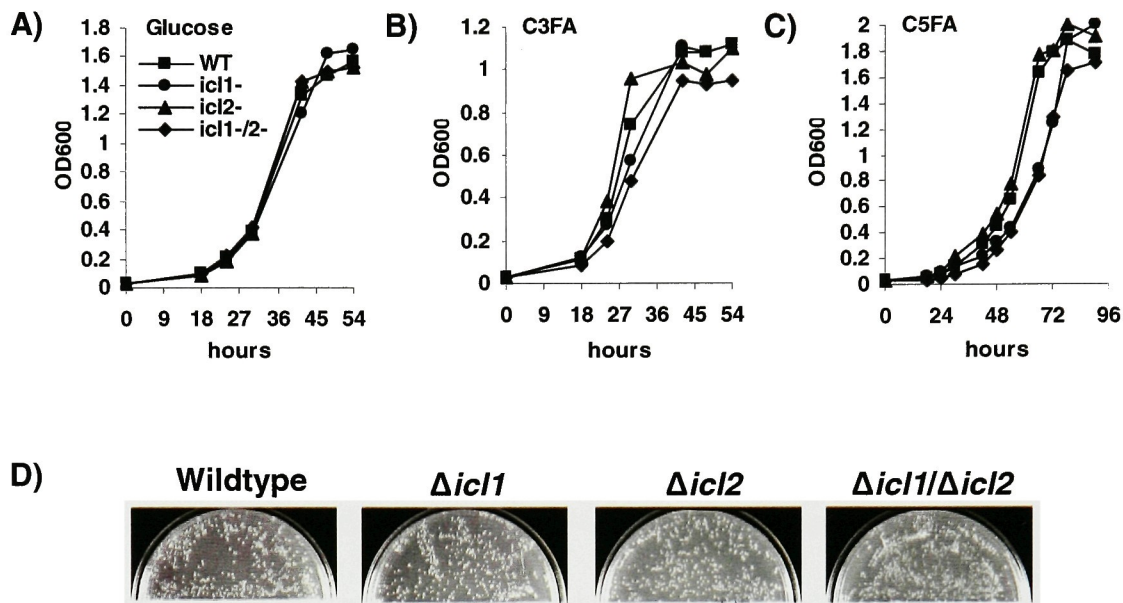 A)
Glucose
WT
icl1-
icl2-
icl1-/2-
1.8
1.6
1.4
1.2
1
0.8
0.6
0.4
0.2
0
OD600
0 9 18 27 36 45 54
hours
B)
C3FA
1.2
1
0.8
0.6
0.4
0.2
0
OD600
0 9 18 27 36 45 54
hours
C)
C5FA
2
1.8
1.6
1.4
1.2
1
0.8
0.6
0.4
0.2
0
OD600
0 24 48 72 96
hours
D)
Wildtype Δicl1 Δicl2 Δicl1/Δicl2